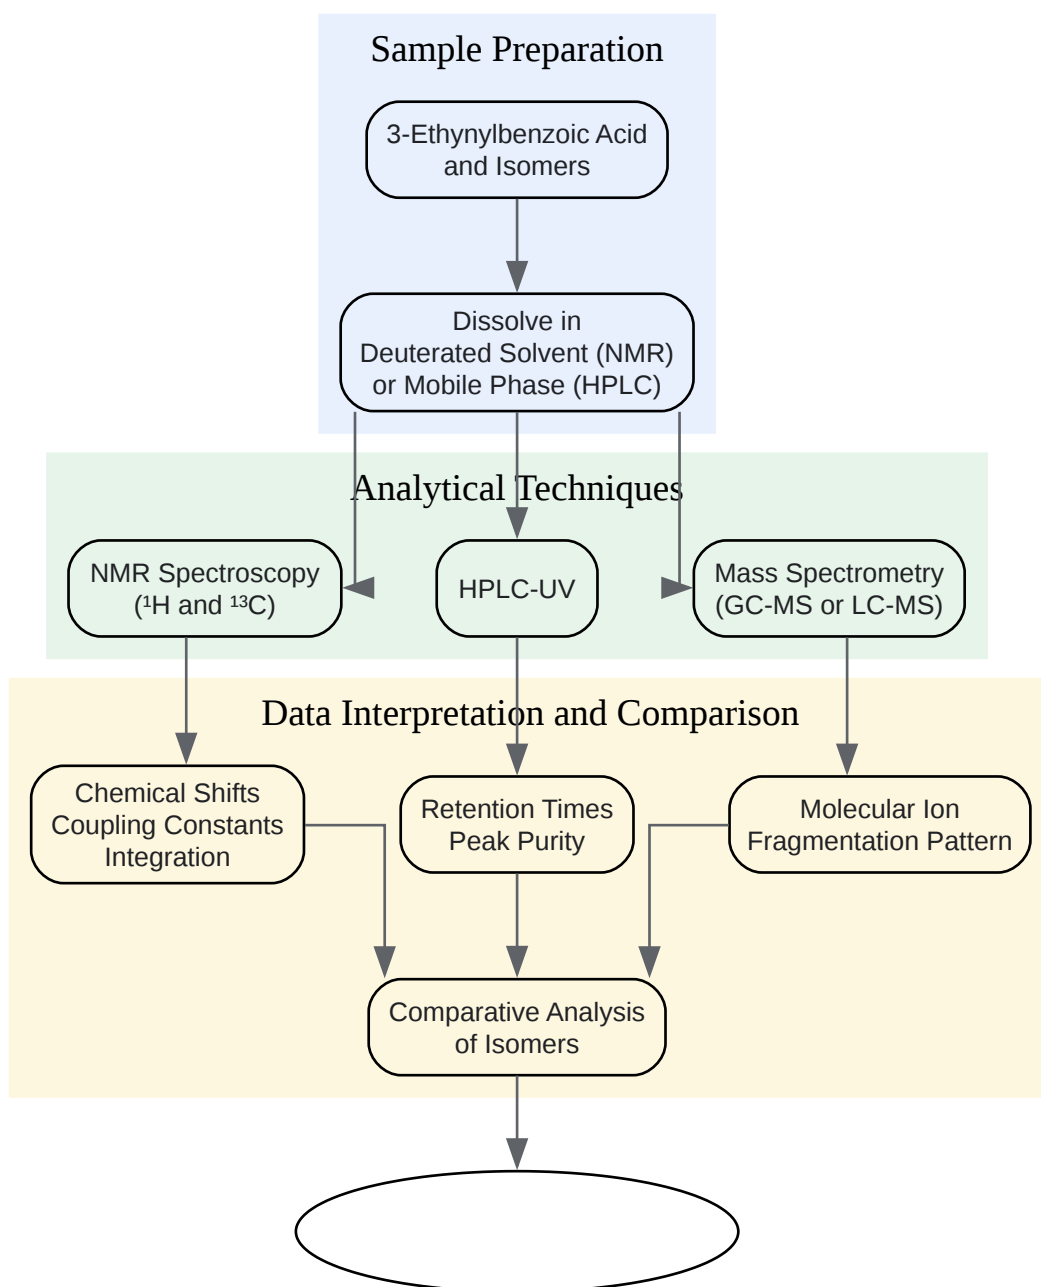 Sample Preparation
3-Ethynylbenzoic Acid
and Isomers
Dissolve in
Deuterated Solvent (NMR)
or Mobile Phase (HPLC)
Analytical Techniques
NMR Spectroscopy
(¹H and ¹³C)
HPLC-UV
Mass Spectrometry
(GC-MS or LC-MS)
Data Interpretation and Comparison
Chemical Shifts
Coupling Constants
Integration
Retention Times
Peak Purity
Molecular Ion
Fragmentation Pattern
Comparative Analysis
of Isomers